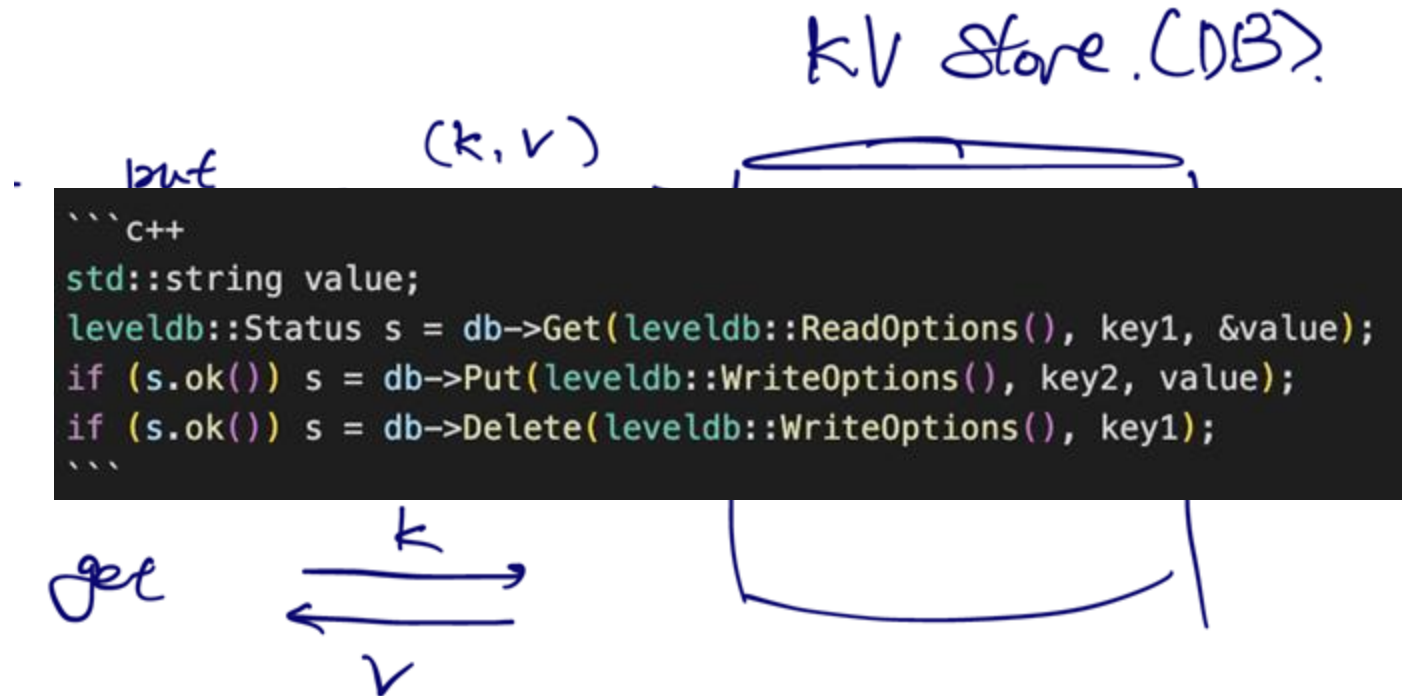 KV Store.(DB).
(k, v)
put
```c++
std::string value;
leveldb::Status s = db->Get(leveldb::ReadOptions(), key1, &value);
if (s.ok()) s = db->Put(leveldb::WriteOptions(), key2, value);
if (s.ok()) s = db->Delete(leveldb::WriteOptions(), key1);
```
k
get
v